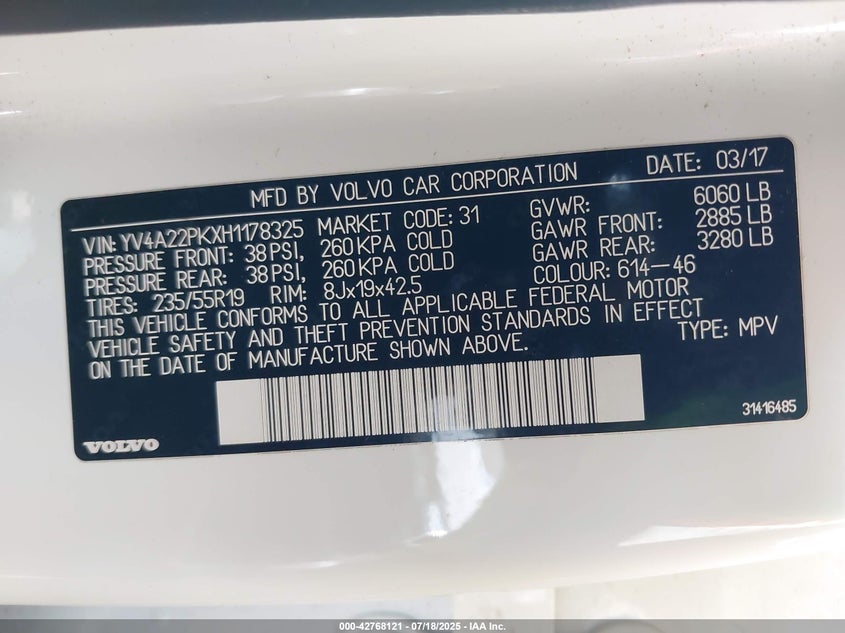 MFD BY VOLVO CAR CORPORATION DATE: 03/17
VIN: YV4A22PKXH1178325 MARKET CODE: 31 GVWR: 6060 LB
PRESSURE FRONT: 38 PSI, 260 KPA COLD GAWR FRONT: 2885 LB
PRESSURE REAR: 38 PSI, 260 KPA COLD GAWR REAR: 3280 LB
TIRES: 235/55R19 RIM: 8Jx19x42.5 COLOUR: 614-46
THIS VEHICLE CONFORMS TO ALL APPLICABLE FEDERAL MOTOR
VEHICLE SAFETY AND THEFT PREVENTION STANDARDS IN EFFECT
ON THE DATE OF MANUFACTURE SHOWN ABOVE. TYPE: MPV
31416485
VOLVO
000-42768121 - 07/18/2025 - IAA Inc.